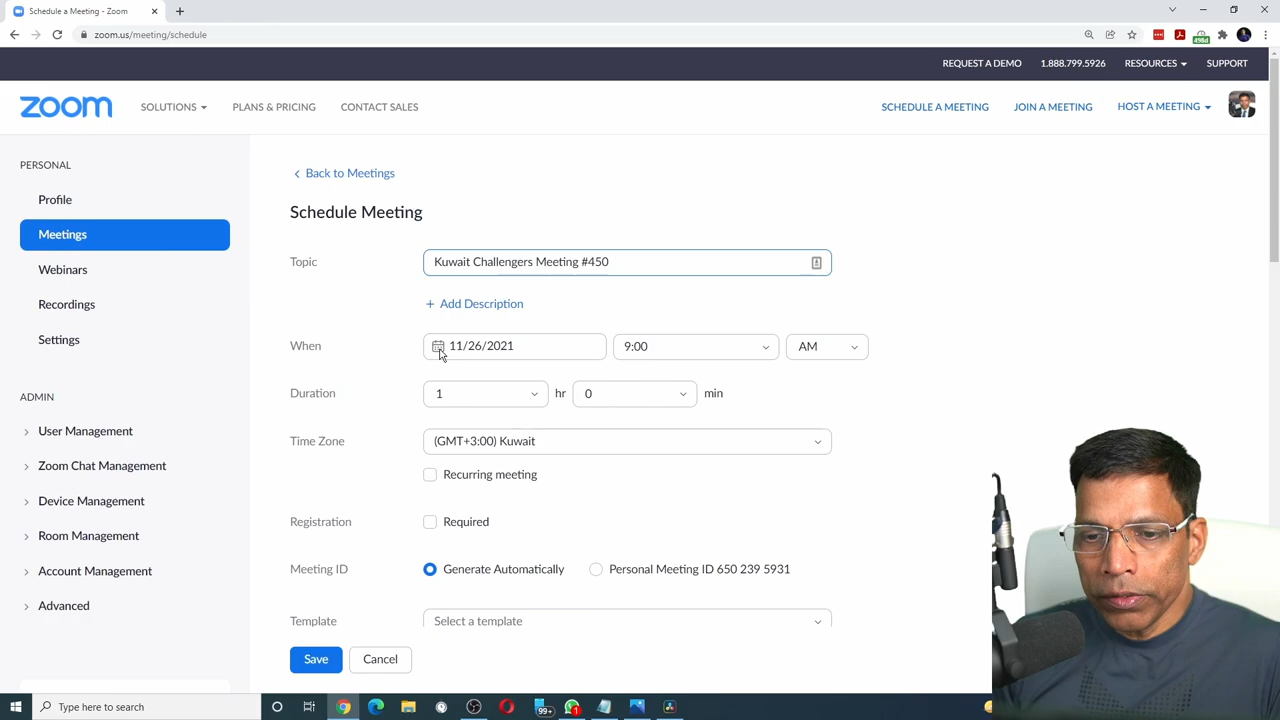 Schedule a Meeting - Zoom
zoom.us/meeting/schedule
498d
REQUEST A DEMO 1.888.799.5926 RESOURCES SUPPORT
zoom SOLUTIONS PLANS & PRICING CONTACT SALES SCHEDULE A MEETING JOIN A MEETING HOST A MEETING
PERSONAL
Profile
Meetings
Webinars
Recordings
Settings
ADMIN
User Management
Zoom Chat Management
Device Management
Room Management
Account Management
Advanced
Back to Meetings
Schedule Meeting
Topic Kuwait Challengers Meeting #450
+ Add Description
When 11/26/2021 9:00 AM
Duration 1 hr 0 min
Time Zone (GMT+3:00) Kuwait
Recurring meeting
Registration Required
Meeting ID Generate Automatically Personal Meeting ID 650 239 5931
Template Select a template
Save Cancel
Type here to search 99+ 1